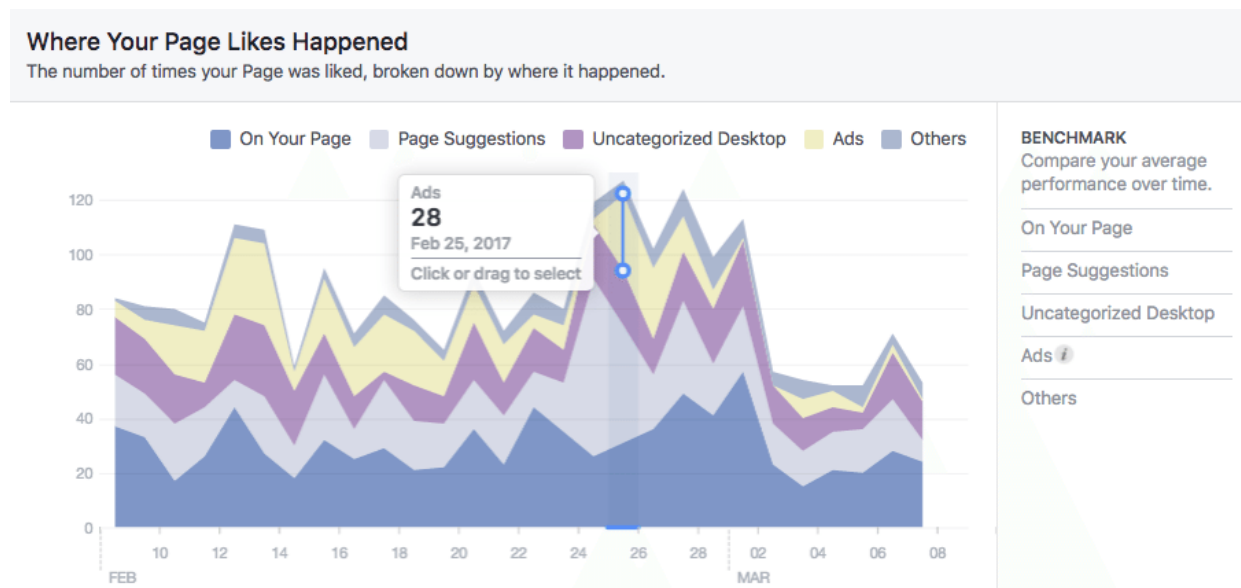 Where Your Page Likes Happened
The number of times your Page was liked, broken down by where it happened.
On Your Page Page Suggestions Uncategorized Desktop Ads Others
120
100
80
60
40
20
0
Ads
28
Feb 25, 2017
Click or drag to select
10 12 14 16 18 20 22 24 26 28 02 04 06 08
FEB MAR
BENCHMARK
Compare your average
performance over time.
On Your Page
Page Suggestions
Uncategorized Desktop
Ads i
Others